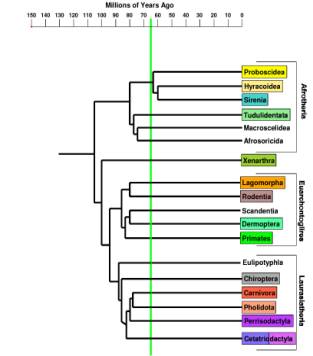 Millions of Years Ago
150 140 130 120 110 100 90 80 70 60 50 40 30 20 10 0
Proboscidea
Hyracoidea
Sirenia
Tudulidentata
Macroscelidea
Afrosoricida
Afrotheria
Xenarthra
Lagomorpha
Rodentia
Scandentia
Dermoptera
Primates
Euarchontoglires
Eulipotyphla
Chiroptera
Carnivora
Pholidota
Perrisodactyla
Cetatriodactyla
Laurasiatheria